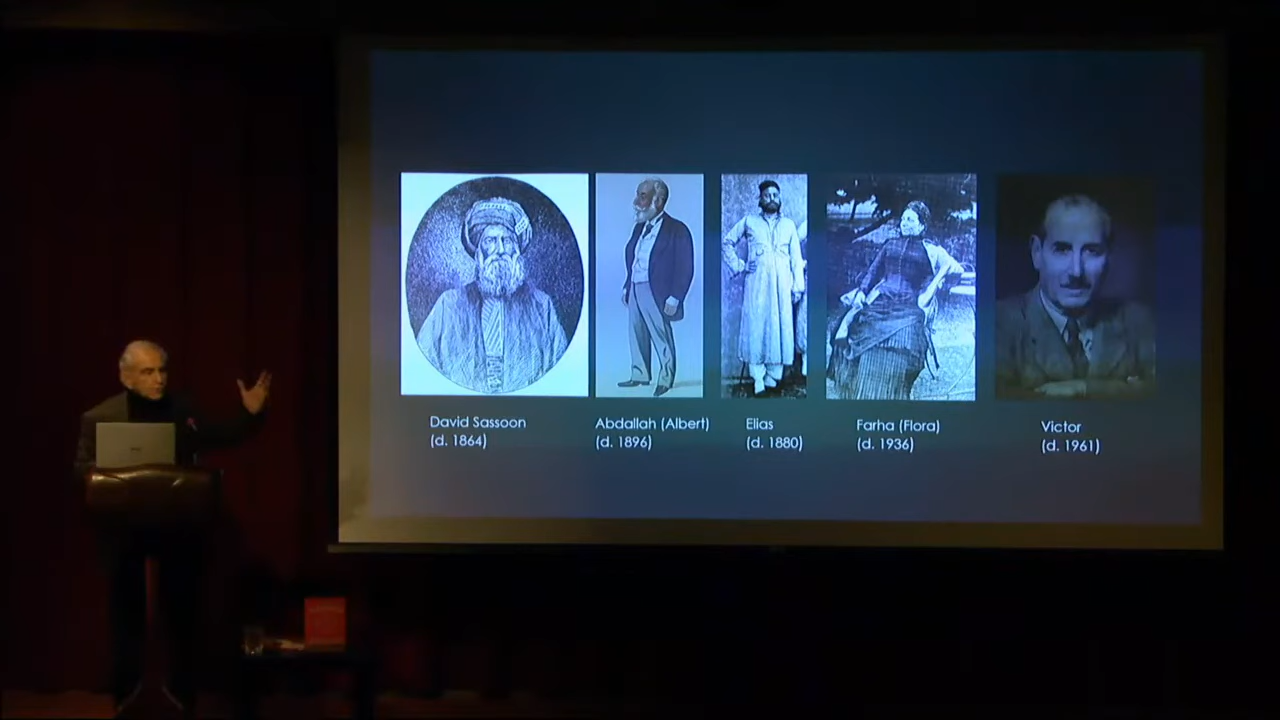 David Sassoon
(d. 1864)
Abdallah (Albert)
(d. 1896)
Elias
(d. 1880)
Farha (Flora)
(d. 1936)
Victor
(d. 1961)